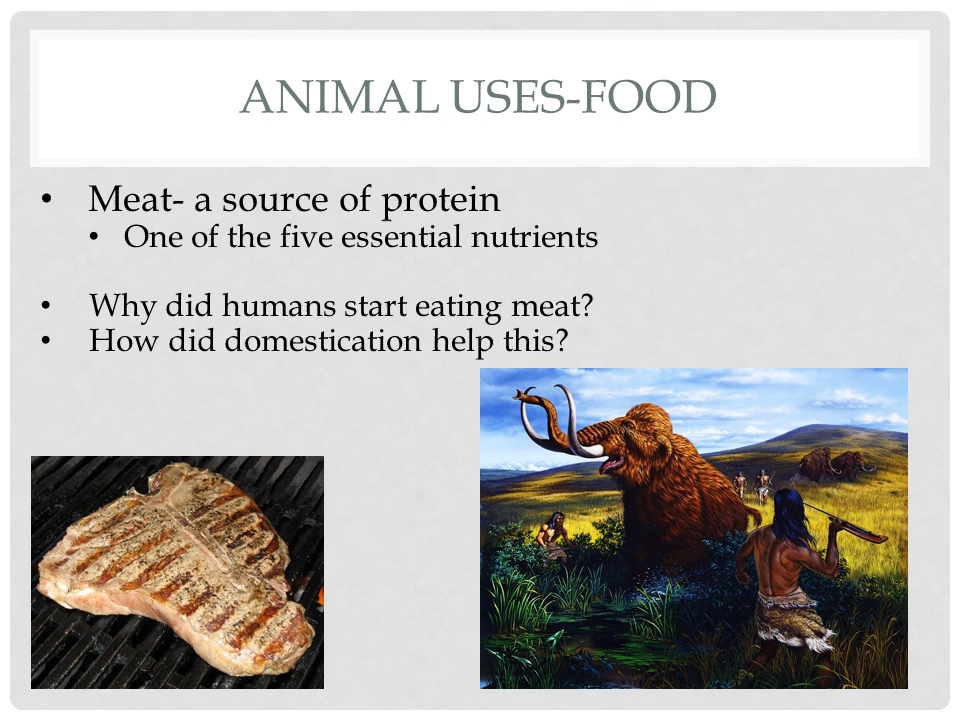 ANIMAL USES-FOOD
• Meat- a source of protein
• One of the five essential nutrients
• Why did humans start eating meat?
• How did domestication help this?